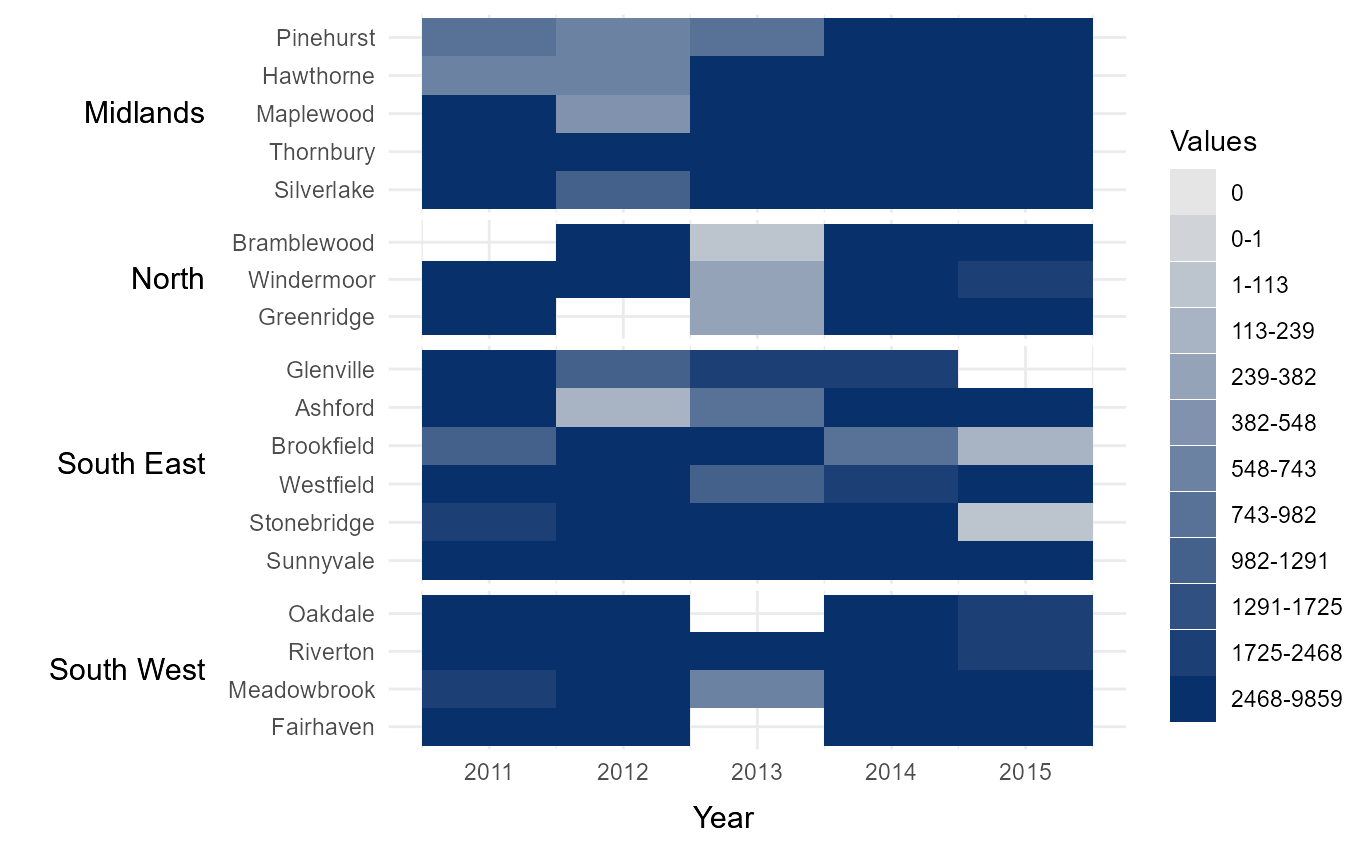 Midlands
Pinehurst
Hawthorne
Maplewood
Thornbury
Silverlake
North
Bramblewood
Windermoor
Greenridge
South East
Glenville
Ashford
Brookfield
Westfield
Stonebridge
Sunnyvale
South West
Oakdale
Riverton
Meadowbrook
Fairhaven
2011 2012 2013 2014 2015
Year
Values
0
0-1
1-113
113-239
239-382
382-548
548-743
743-982
982-1291
1291-1725
1725-2468
2468-9859